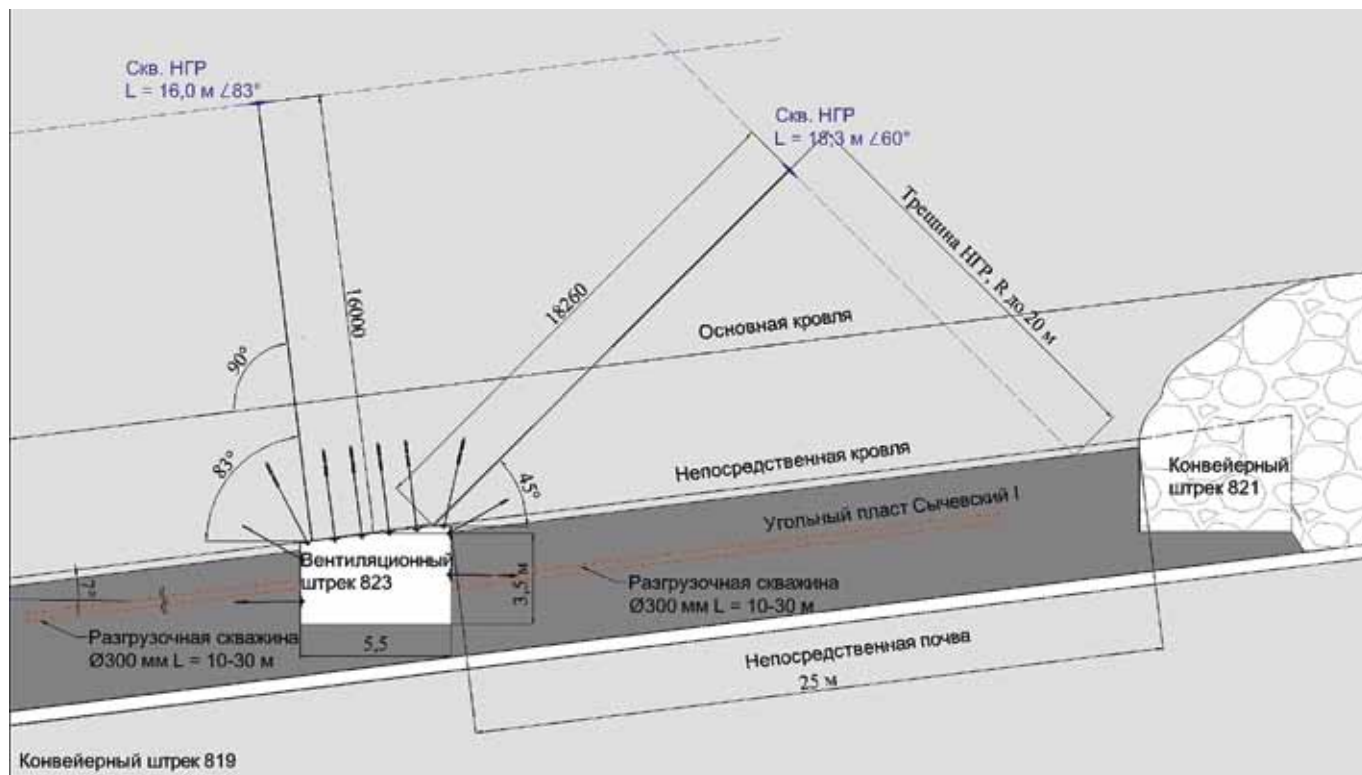 Скв. НГР
L = 16,0 м ∠83°
Скв. НГР
L = 18,3 м ∠60°
Трещина НГР, R до 20 м
18260
16000
90°
Основная кровля
83°
45°
Непосредственная кровля
Конвейерный
штрек 821
Угольный пласт Сычевский I
Вентиляционный
штрек 823
7°
3,5 м
Разгрузочная скважина
Ø300 мм L = 10-30 м
Разгрузочная скважина
Ø300 мм L = 10-30 м
5,5
Непосредственная почва
25 м
Конвейерный штрек 819